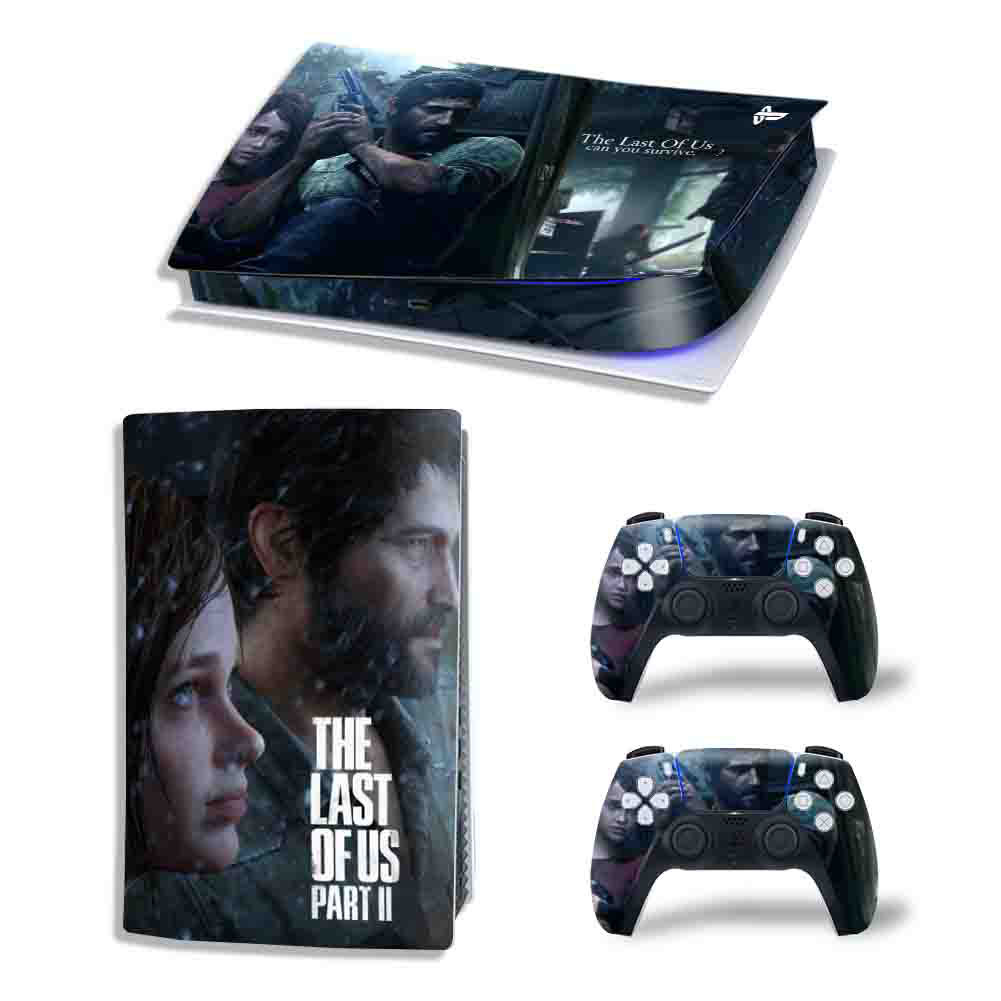 The Last Of Us ?
can you survive.
THE
LAST
OF US
PART II